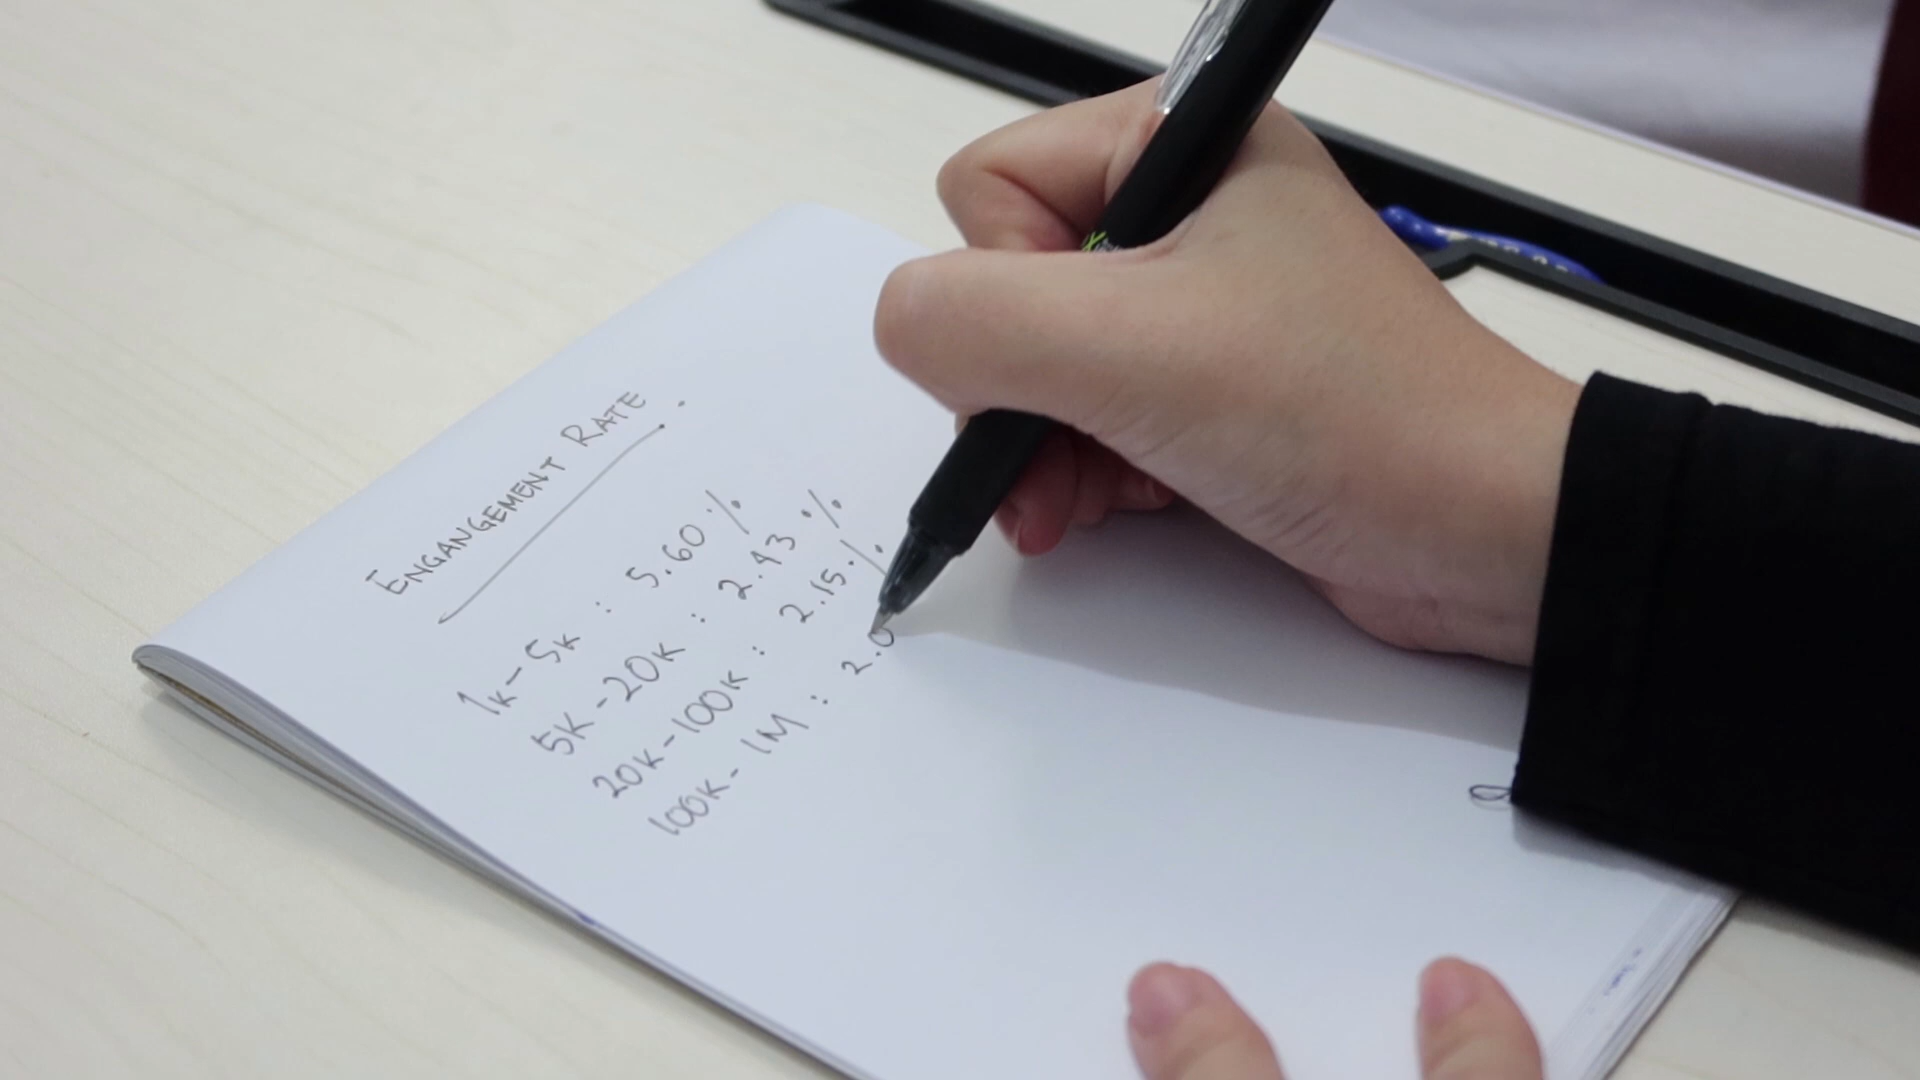 ENGANGEMENT RATE
1K - 5K : 5.60 %
5K - 20K : 2.43 %
20K - 100K : 2.15 %
100K - 1M : 2.0